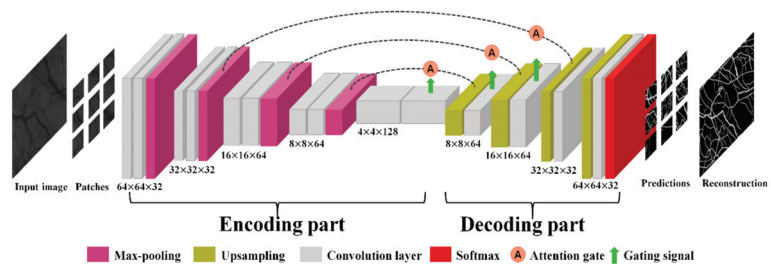 A
A
A
A
Input image
Patches
64×64×32
32×32×32
16×16×64
8×8×64
4×4×128
8×8×64
16×16×64
32×32×32
64×64×32
Predictions
Reconstruction
Encoding part
Decoding part
Max-pooling
Upsampling
Convolution layer
Softmax
A Attention gate
Gating signal